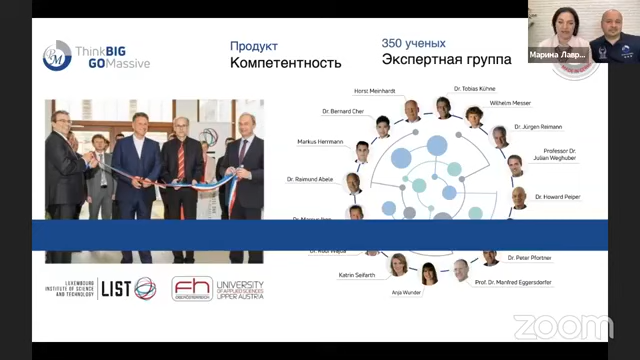 ThinkBIG
GOMassive
PM
Продукт
Компетентность
350 ученых
Экспертная группа
Марина Лавр...
Horst Meinhardt
Dr. Tobias Kühne
Dr. Bernard Cher
Wilhelm Messer
Markus Herrmann
Dr. Jürgen Reimann
Professor Dr.
Julian Weghuber
Dr. Raimund Abele
Dr. Howard Peiper
Dr. Peter Pfortner
Katrin Seifarth
Anja Wunder
Prof. Dr. Manfred Eggersdorfer
LUXEMBOURG
INSTITUTE OF SCIENCE
AND TECHNOLOGY
LIST
fh
OBERÖSTERREICH
UNIVERSITY
OF APPLIED SCIENCES
UPPER AUSTRIA
zoom